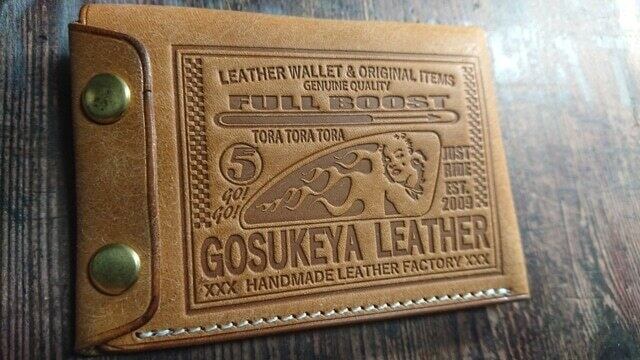 LEATHER WALLET & ORIGINAL ITEMS
GENUINE QUALITY
FULL BOOST
TORA TORA TORA
5
GO!
GO!!
JUST
RIDE
EST.
2009
GOSUKEYA LEATHER
XXX HANDMADE LEATHER FACTORY XXX